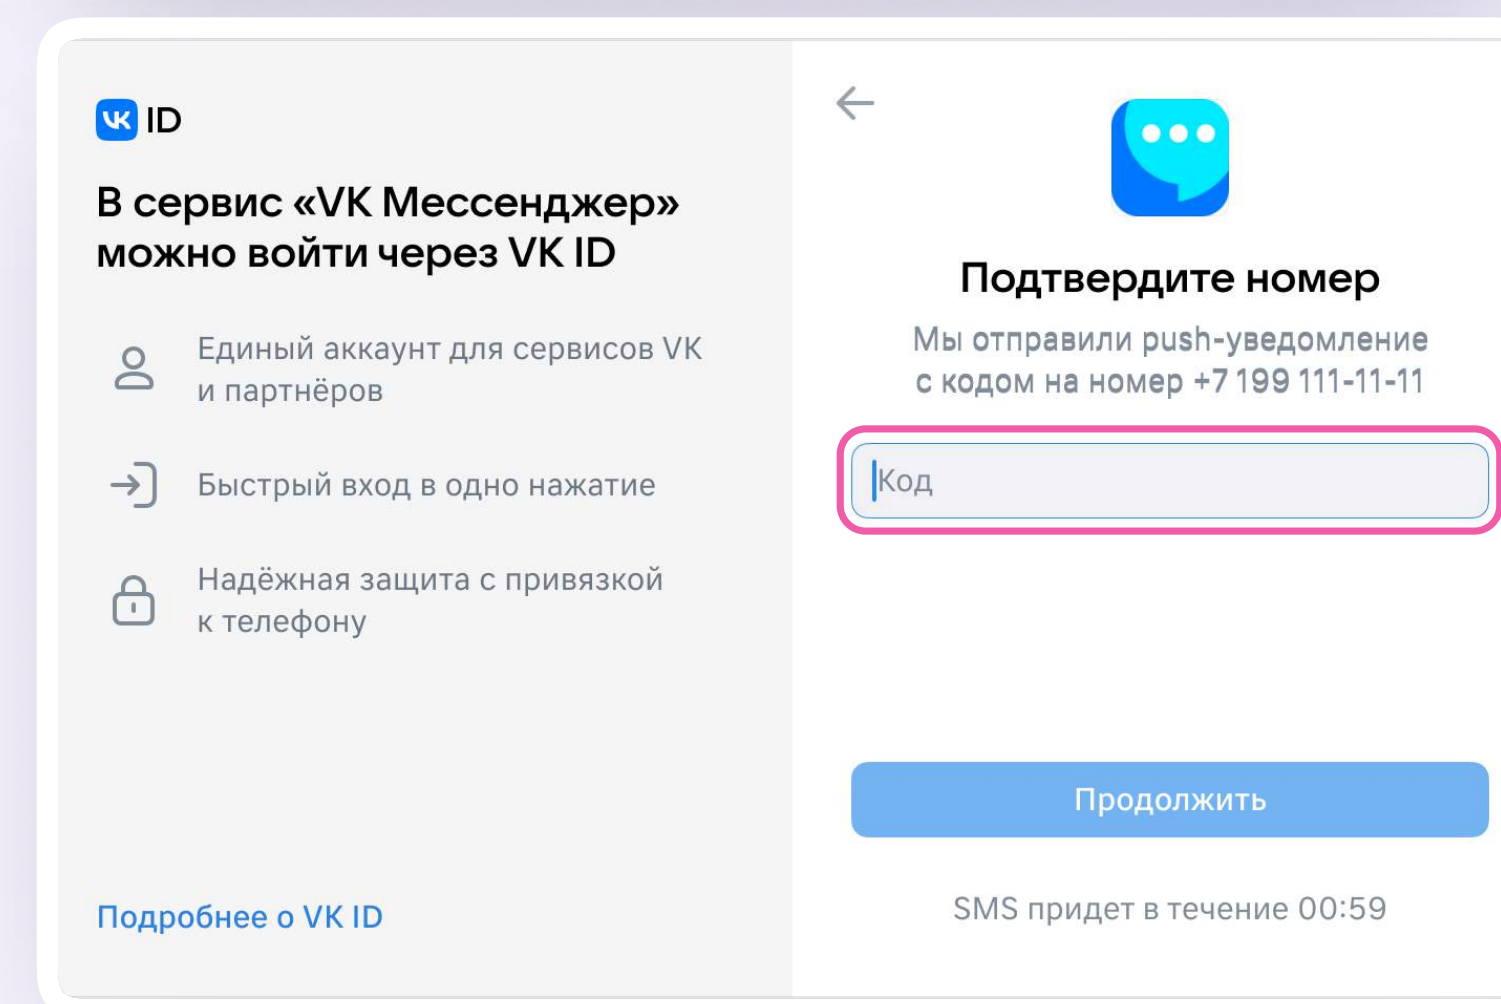 VK ID
В сервис «VK Мессенджер»
можно войти через VK ID
Единый аккаунт для сервисов VK
и партнёров
Быстрый вход в одно нажатие
Надёжная защита с привязкой
к телефону
Подробнее о VK ID
Подтвердите номер
Мы отправили push-уведомление
с кодом на номер +7 199 111-11-11
Код
Продолжить
SMS придет в течение 00:59